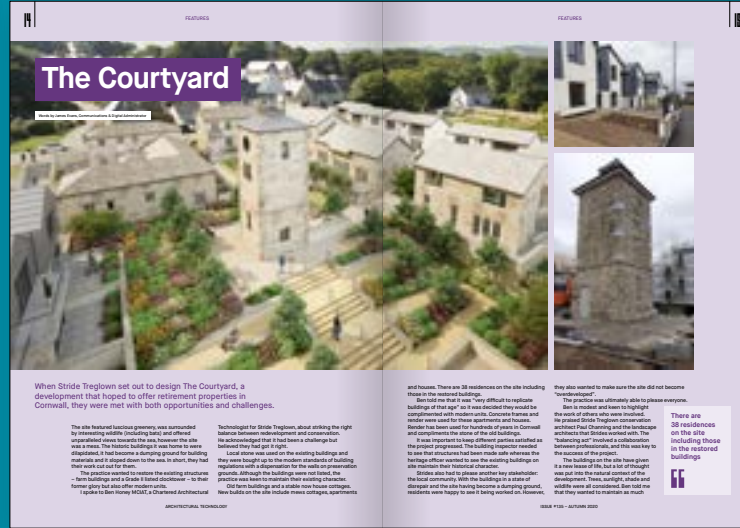 14
FEATURES
FEATURES
The Courtyard
Words by James Evans, Communications & Digital Administrator
When Stride Treglown set out to design The Courtyard, a
development that hoped to offer retirement properties in
Cornwall, they were met with both opportunities and challenges.
The site featured luscious greenery, was surrounded
by interesting wildlife (including bats) and offered
unparalleled views towards the sea, however the site
was a mess. The historic buildings it was home to were
dilapidated, it had become a dumping ground for building
materials and it sloped down to the sea. In short, they had
their work cut out for them.
The practice wanted to restore the existing structures
– farm buildings and a Grade II listed clocktower – to their
former glory but also offer modern units.
I spoke to Ben Honey MCIAT, a Chartered Architectural
Technologist for Stride Treglown, about striking the right
balance between redevelopment and conservation.
He acknowledged that it had been a challenge but
believed they had got it right.
Local stone was used on the existing buildings and
they were bought up to the modern standards of building
regulations with a dispensation for the walls on preservation
grounds. Although the buildings were not listed, the
practice was keen to maintain their existing character.
Old farm buildings and a stable now house cottages.
New builds on the site include mews cottages, apartments
and houses. There are 38 residences on the site including
those in the restored buildings.
Ben told me that it was "very difficult to replicate
buildings of that age" so it was decided they would be
complimented with modern units. Concrete frames and
render were used for these apartments and houses.
Render has been used for hundreds of years in Cornwall
and compliments the stone of the old buildings.
It was important to keep different parties satisfied as
the project progressed. The building inspector needed
to see that structures had been made safe whereas the
heritage officer wanted to see the existing buildings on
site maintain their historical character.
Strides also had to please another key stakeholder:
the local community. With the buildings in a state of
disrepair and the site having become a dumping ground,
residents were happy to see it being worked on. However,
they also wanted to make sure the site did not become
"overdeveloped".
The practice was ultimately able to please everyone.
Ben is modest and keen to highlight
the work of others who were involved.
He praised Stride Treglown conservation
architect Paul Channing and the landscape
architects that Strides worked with. The
"balancing act" involved a collaboration
between professionals, and this was key to
the success of the project.
The buildings on the site have given
it a new lease of life, but a lot of thought
was put into the natural context of the
development. Trees, sunlight, shade and
wildlife were all considered. Ben told me
that they wanted to maintain as much
There are
38 residences
on the site
including those
in the restored
buildings
ARCHITECTURAL TECHNOLOGY
ISSUE #135 – AUTUMN 2020